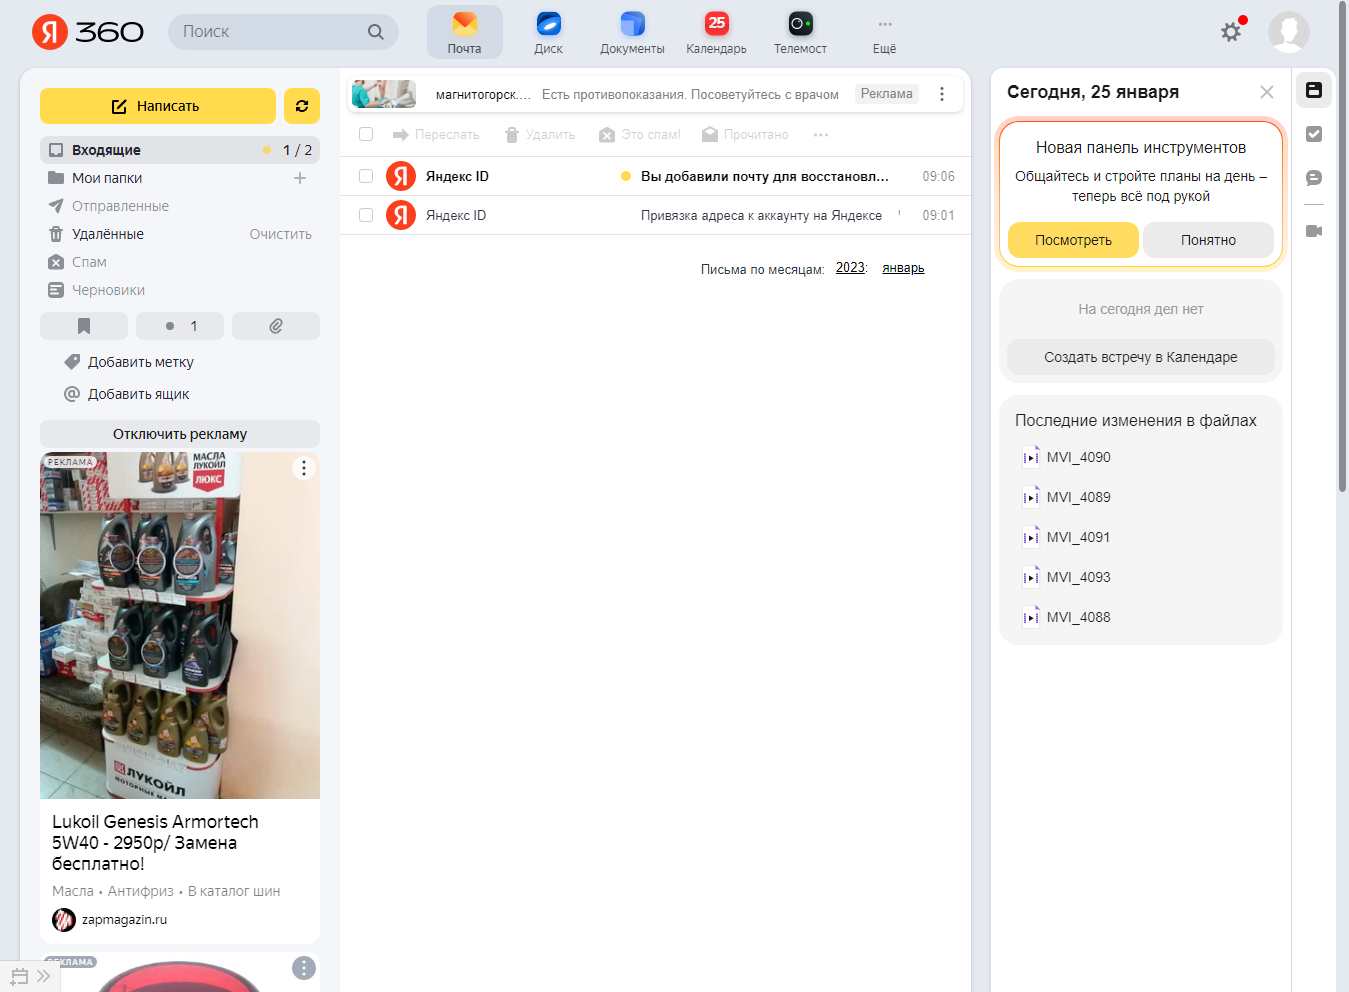 Я 360
Поиск
Почта
Диск
Документы
25
Календарь
Телемост
Ещё
Написать
Входящие 1 / 2
Мои папки
Отправленные
Удалённые Очистить
Спам
Черновики
1
Добавить метку
Добавить ящик
Отключить рекламу
РЕКЛАМА
МАСЛА
ЛУКОЙЛ
ЛЮКС
ЛУКОЙЛ
МОТОРНЫЕ МА
Lukoil Genesis Armortech
5W40 - 2950р/ Замена
бесплатно!
Масла • Антифриз • В каталог шин
zapmagazin.ru
РЕКЛАМА
магнитогорск.... Есть противопоказания. Посоветуйтесь с врачом Реклама
Переслать Удалить Это спам! Прочитано
Я Яндекс ID Вы добавили почту для восстановл... 09:06
Я Яндекс ID Привязка адреса к аккаунту на Яндексе 09:01
Письма по месяцам: 2023: январь
Сегодня, 25 января
Новая панель инструментов
Общайтесь и стройте планы на день –
теперь всё под рукой
Посмотреть Понятно
На сегодня дел нет
Создать встречу в Календаре
Последние изменения в файлах
MVI_4090
MVI_4089
MVI_4091
MVI_4093
MVI_4088